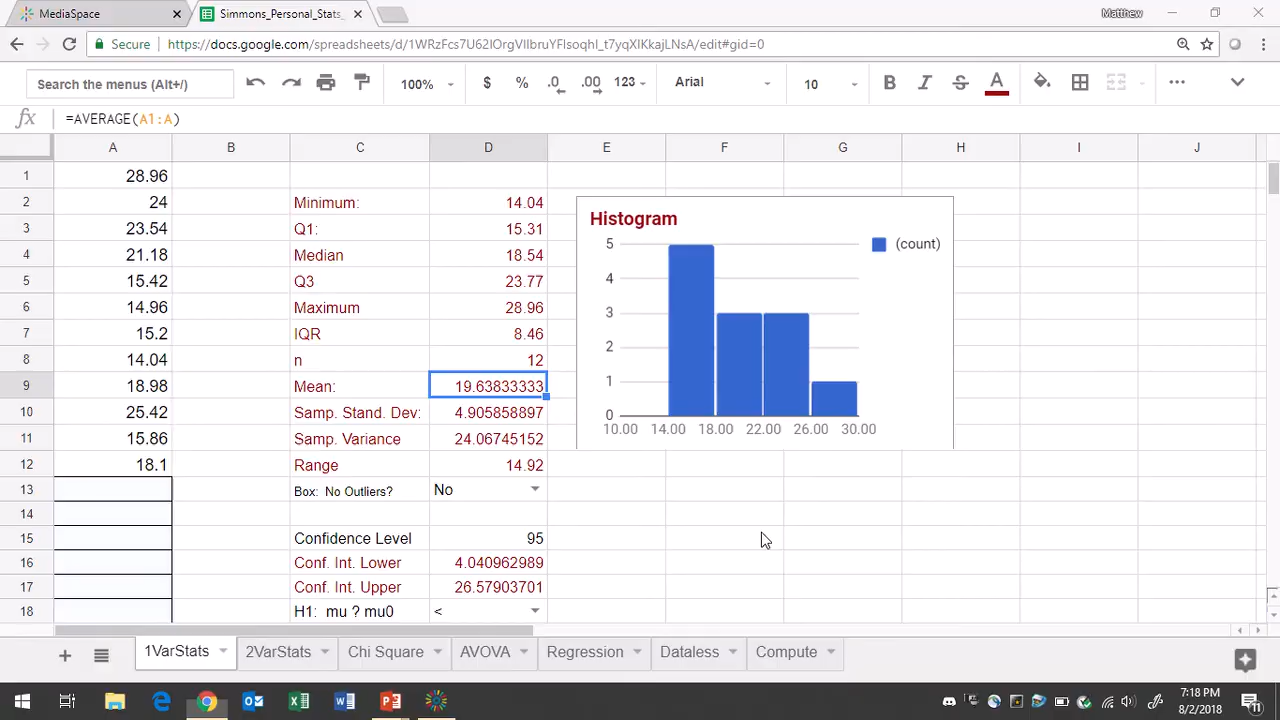 MediaSpace
Simmons_Personal_Stats_
Matthew
Secure
https://docs.google.com/spreadsheets/d/1WRzFcs7U62IOrgVIIbruYFlsoqhl_t7yqXIKkajLNsA/edit#gid=0
Search the menus (Alt+/) 100% $ % .0 .00 123 Arial 10 B I S A
fx =AVERAGE(A1:A)
A B C D E F G H I J
1 28.96
2 24 Minimum: 14.04
3 23.54 Q1: 15.31
4 21.18 Median 18.54
5 15.42 Q3 23.77
6 14.96 Maximum 28.96
7 15.2 IQR 8.46
8 14.04 n 12
9 18.98 Mean: 19.63833333
10 25.42 Samp. Stand. Dev: 4.905858897
11 15.86 Samp. Variance 24.06745152
12 18.1 Range 14.92
13 Box: No Outliers? No
14
15 Confidence Level 95
16 Conf. Int. Lower 4.040962989
17 Conf. Int. Upper 26.57903701
18 H1: mu ? mu0 <
Histogram
(count)
5
4
3
2
1
0
10.00 14.00 18.00 22.00 26.00 30.00
1VarStats 2VarStats Chi Square AVOVA Regression Dataless Compute
7:18 PM
8/2/2018
11